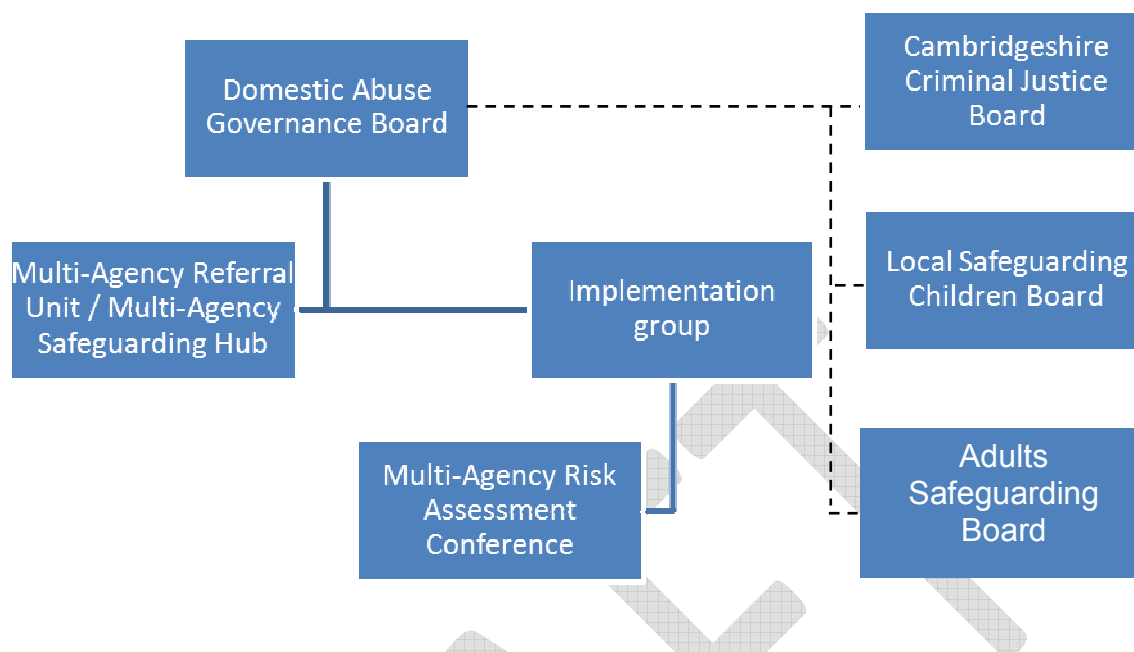 Domestic Abuse
Governance Board
Cambridgeshire
Criminal Justice
Board
Multi-Agency Referral
Unit / Multi-Agency
Safeguarding Hub
Implementation
group
Local Safeguarding
Children Board
Multi-Agency Risk
Assessment
Conference
Adults
Safeguarding
Board